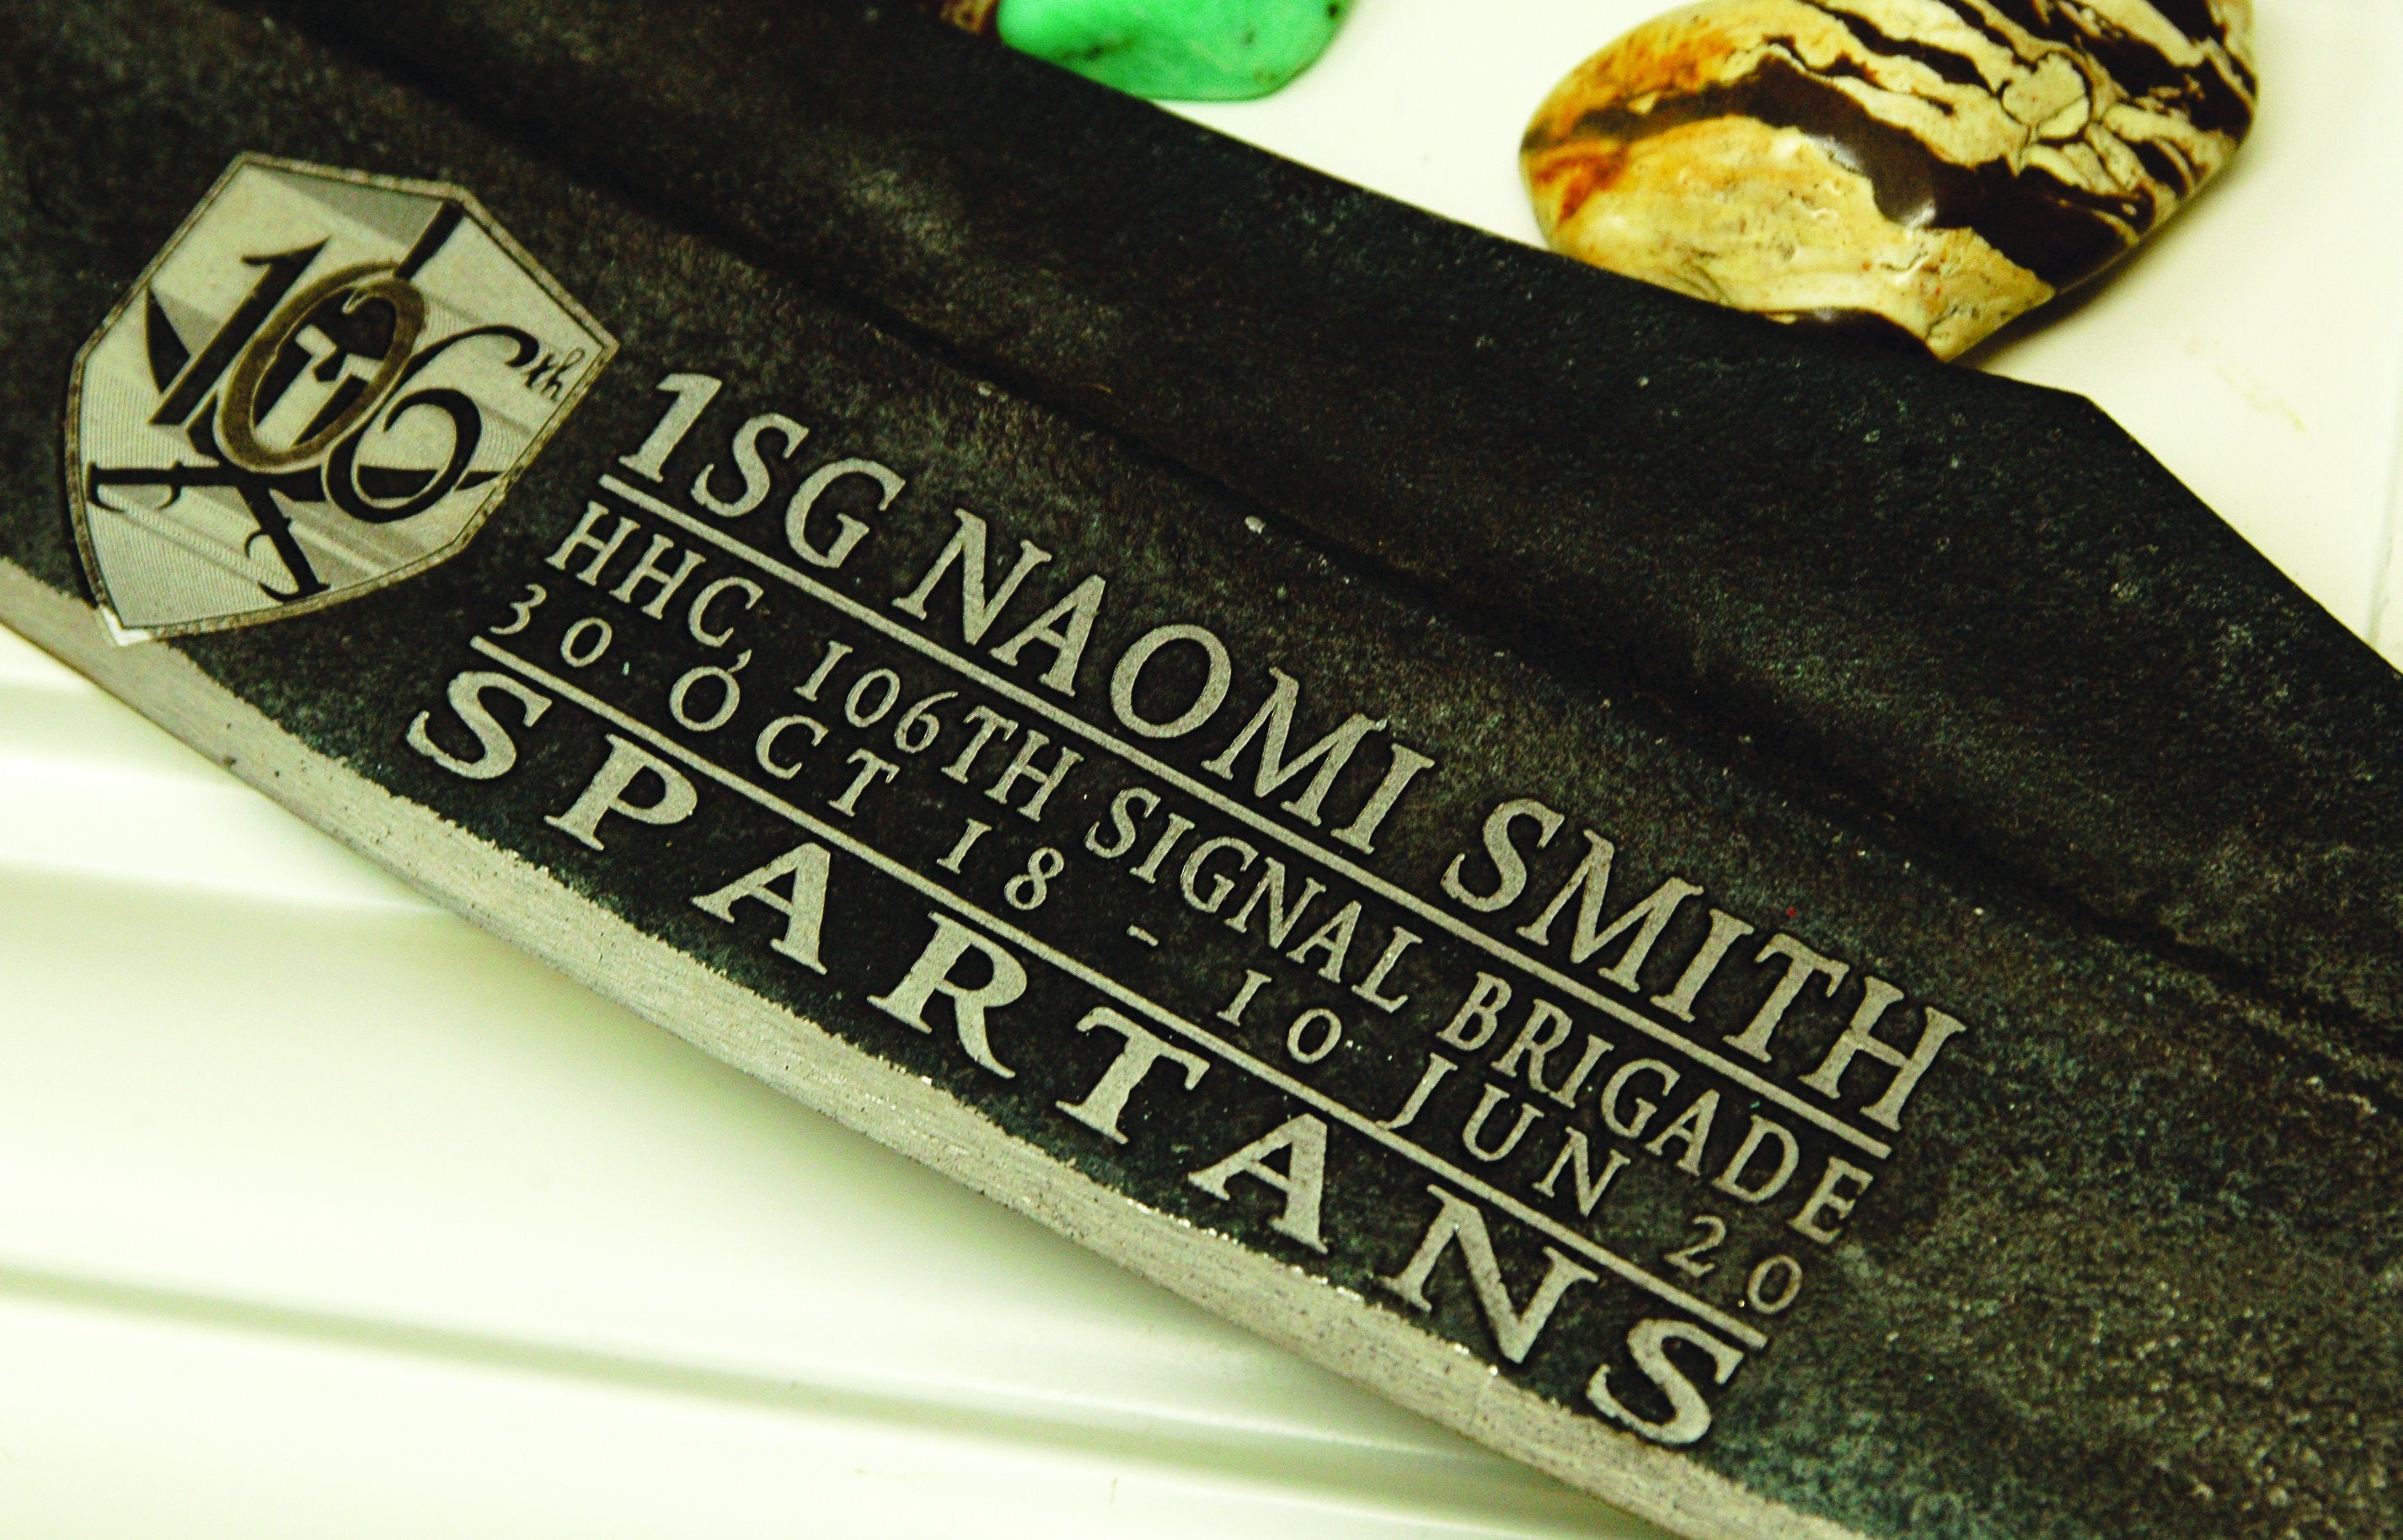 106th
1SG NAOMI SMITH
HHC, 106TH SIGNAL BRIGADE
30 OCT 18 - 10 JUN 20
SPARTANS